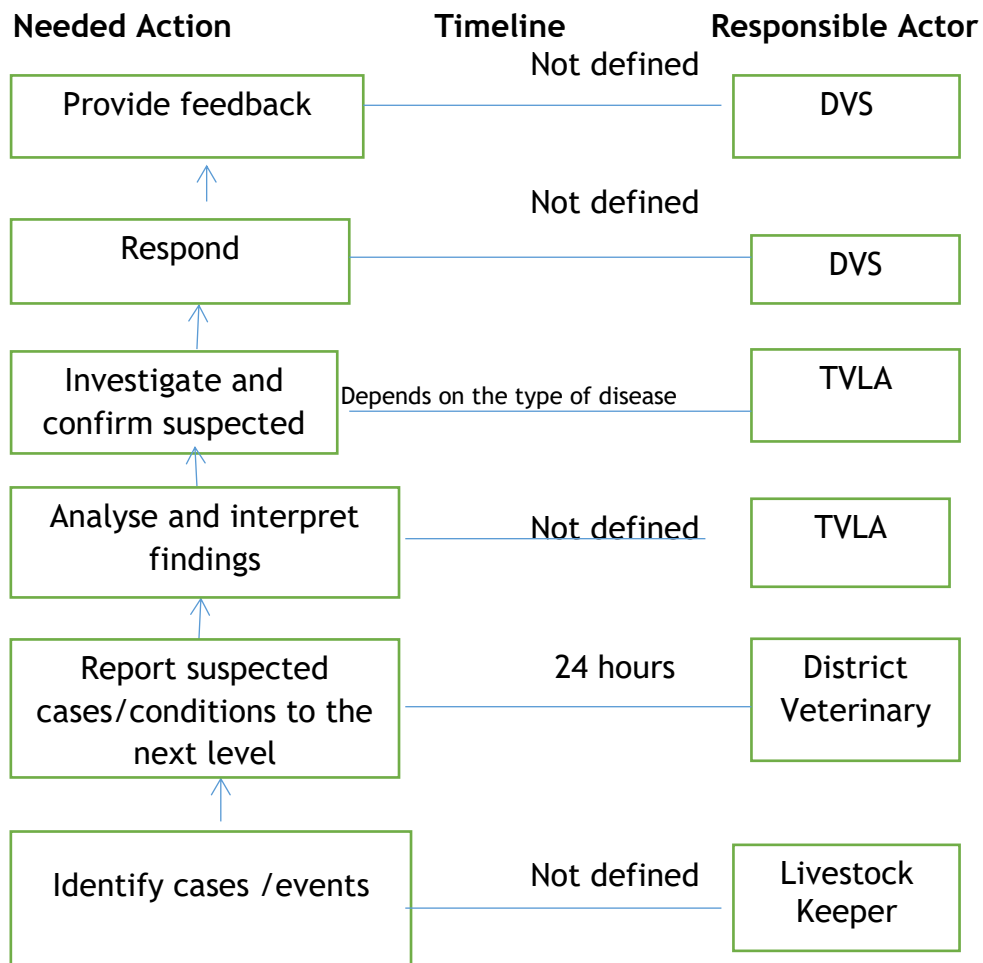 Needed Action Timeline Responsible Actor
Not defined
Provide feedback DVS
Not defined
Respond DVS
Investigate and
confirm suspected
Depends on the type of disease
TVLA
Analyse and interpret
findings
Not defined
TVLA
Report suspected
cases/conditions to the
next level
24 hours
District
Veterinary
Identify cases /events
Not defined
Livestock
Keeper